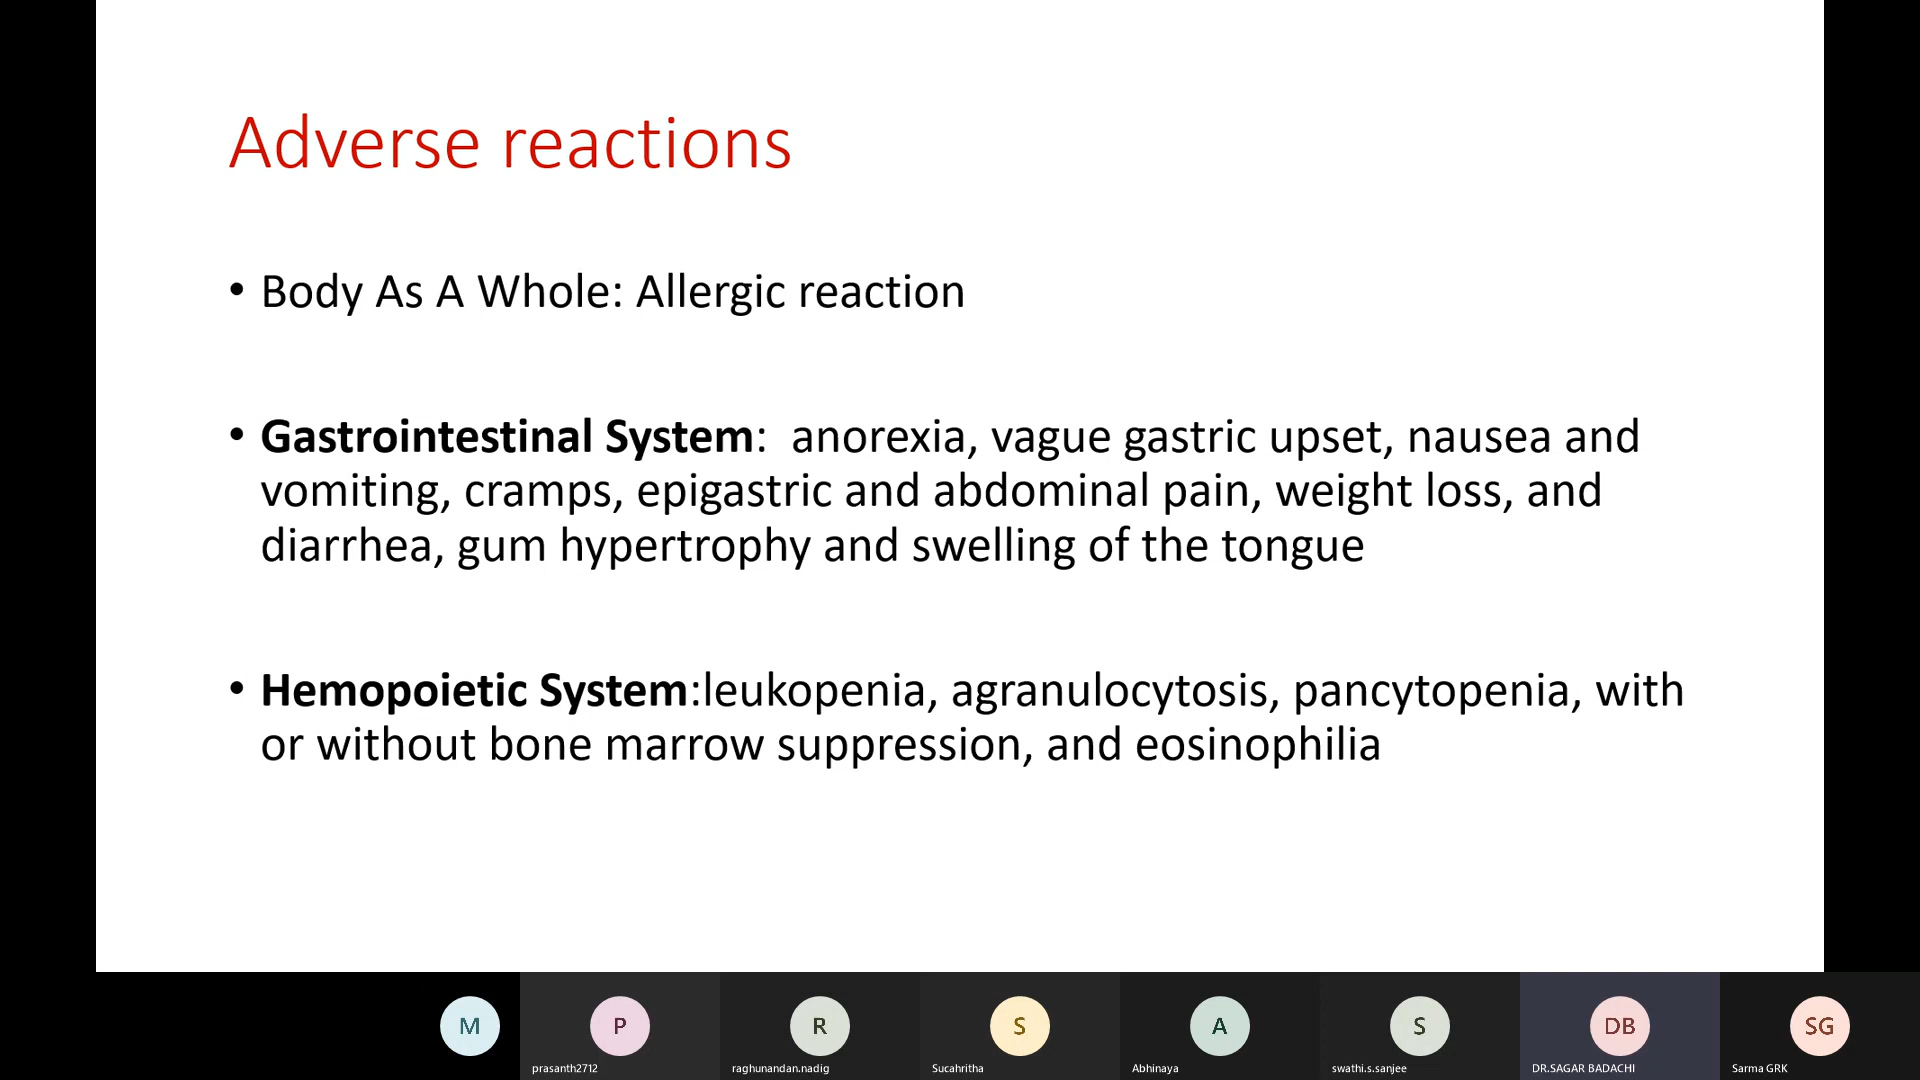 Adverse reactions
• Body As A Whole: Allergic reaction
• Gastrointestinal System:  anorexia, vague gastric upset, nausea and
vomiting, cramps, epigastric and abdominal pain, weight loss, and
diarrhea, gum hypertrophy and swelling of the tongue
• Hemopoietic System:leukopenia, agranulocytosis, pancytopenia, with
or without bone marrow suppression, and eosinophilia
M P R S A S DB SG
prasanth2712 raghunandan.nadig Sucahritha Abhinaya swathi.s.sanjee DR.SAGAR BADACHI Sarma GRK